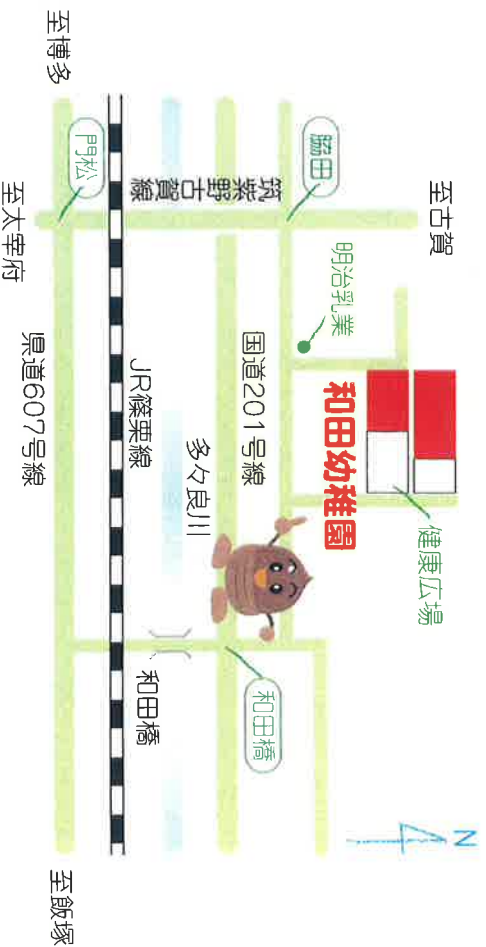 至古賀
N
健康広場
明治乳業
和田幼稚園
脇田
国道201号線
和田橋
多々良川
筑紫野古賀線
和田橋
JR篠栗線
門松
県道607号線
至博多
至太宰府
至飯塚